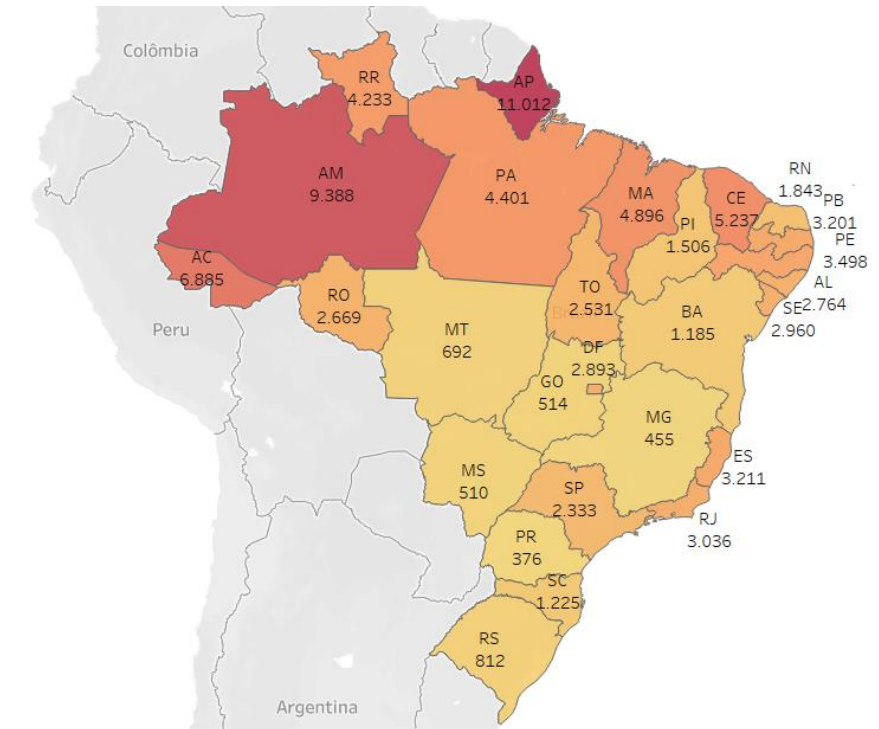 Colômbia
RR
4.233
AP
11.012
AM
9.388
PA
4.401
MA
4.896
PI
1.506
CE
5.237
RN
1.843
PB
3.201
PE
3.498
AL
2.764
SE
2.960
AC
6.885
RO
2.669
TO
2.531
BA
1.185
Peru
MT
692
DF
2.893
GO
514
MG
455
ES
3.211
MS
510
SP
2.333
RJ
3.036
PR
376
SC
1.225
RS
812
Argentina